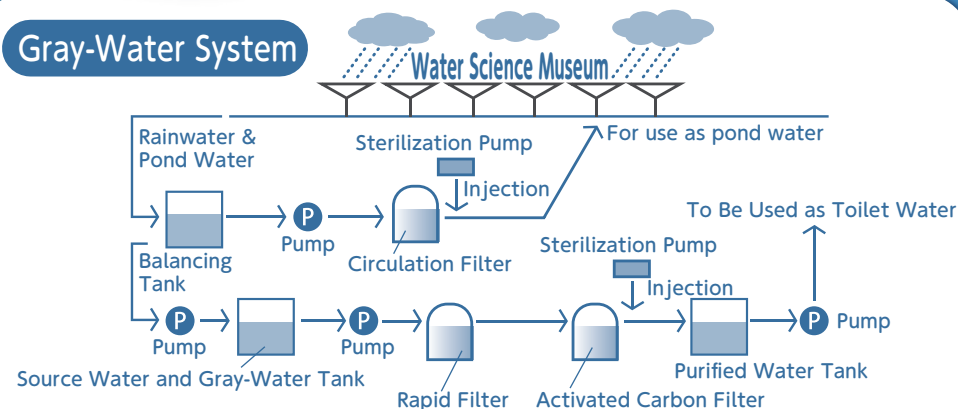 Gray-Water System
Water Science Museum
Rainwater &
Pond Water
Sterilization Pump
For use as pond water
Injection
P
Pump
Circulation Filter
Balancing
Tank
To Be Used as Toilet Water
Sterilization Pump
Injection
P
Pump
P
Pump
P
Pump
Source Water and Gray-Water Tank
Rapid Filter
Activated Carbon Filter
Purified Water Tank